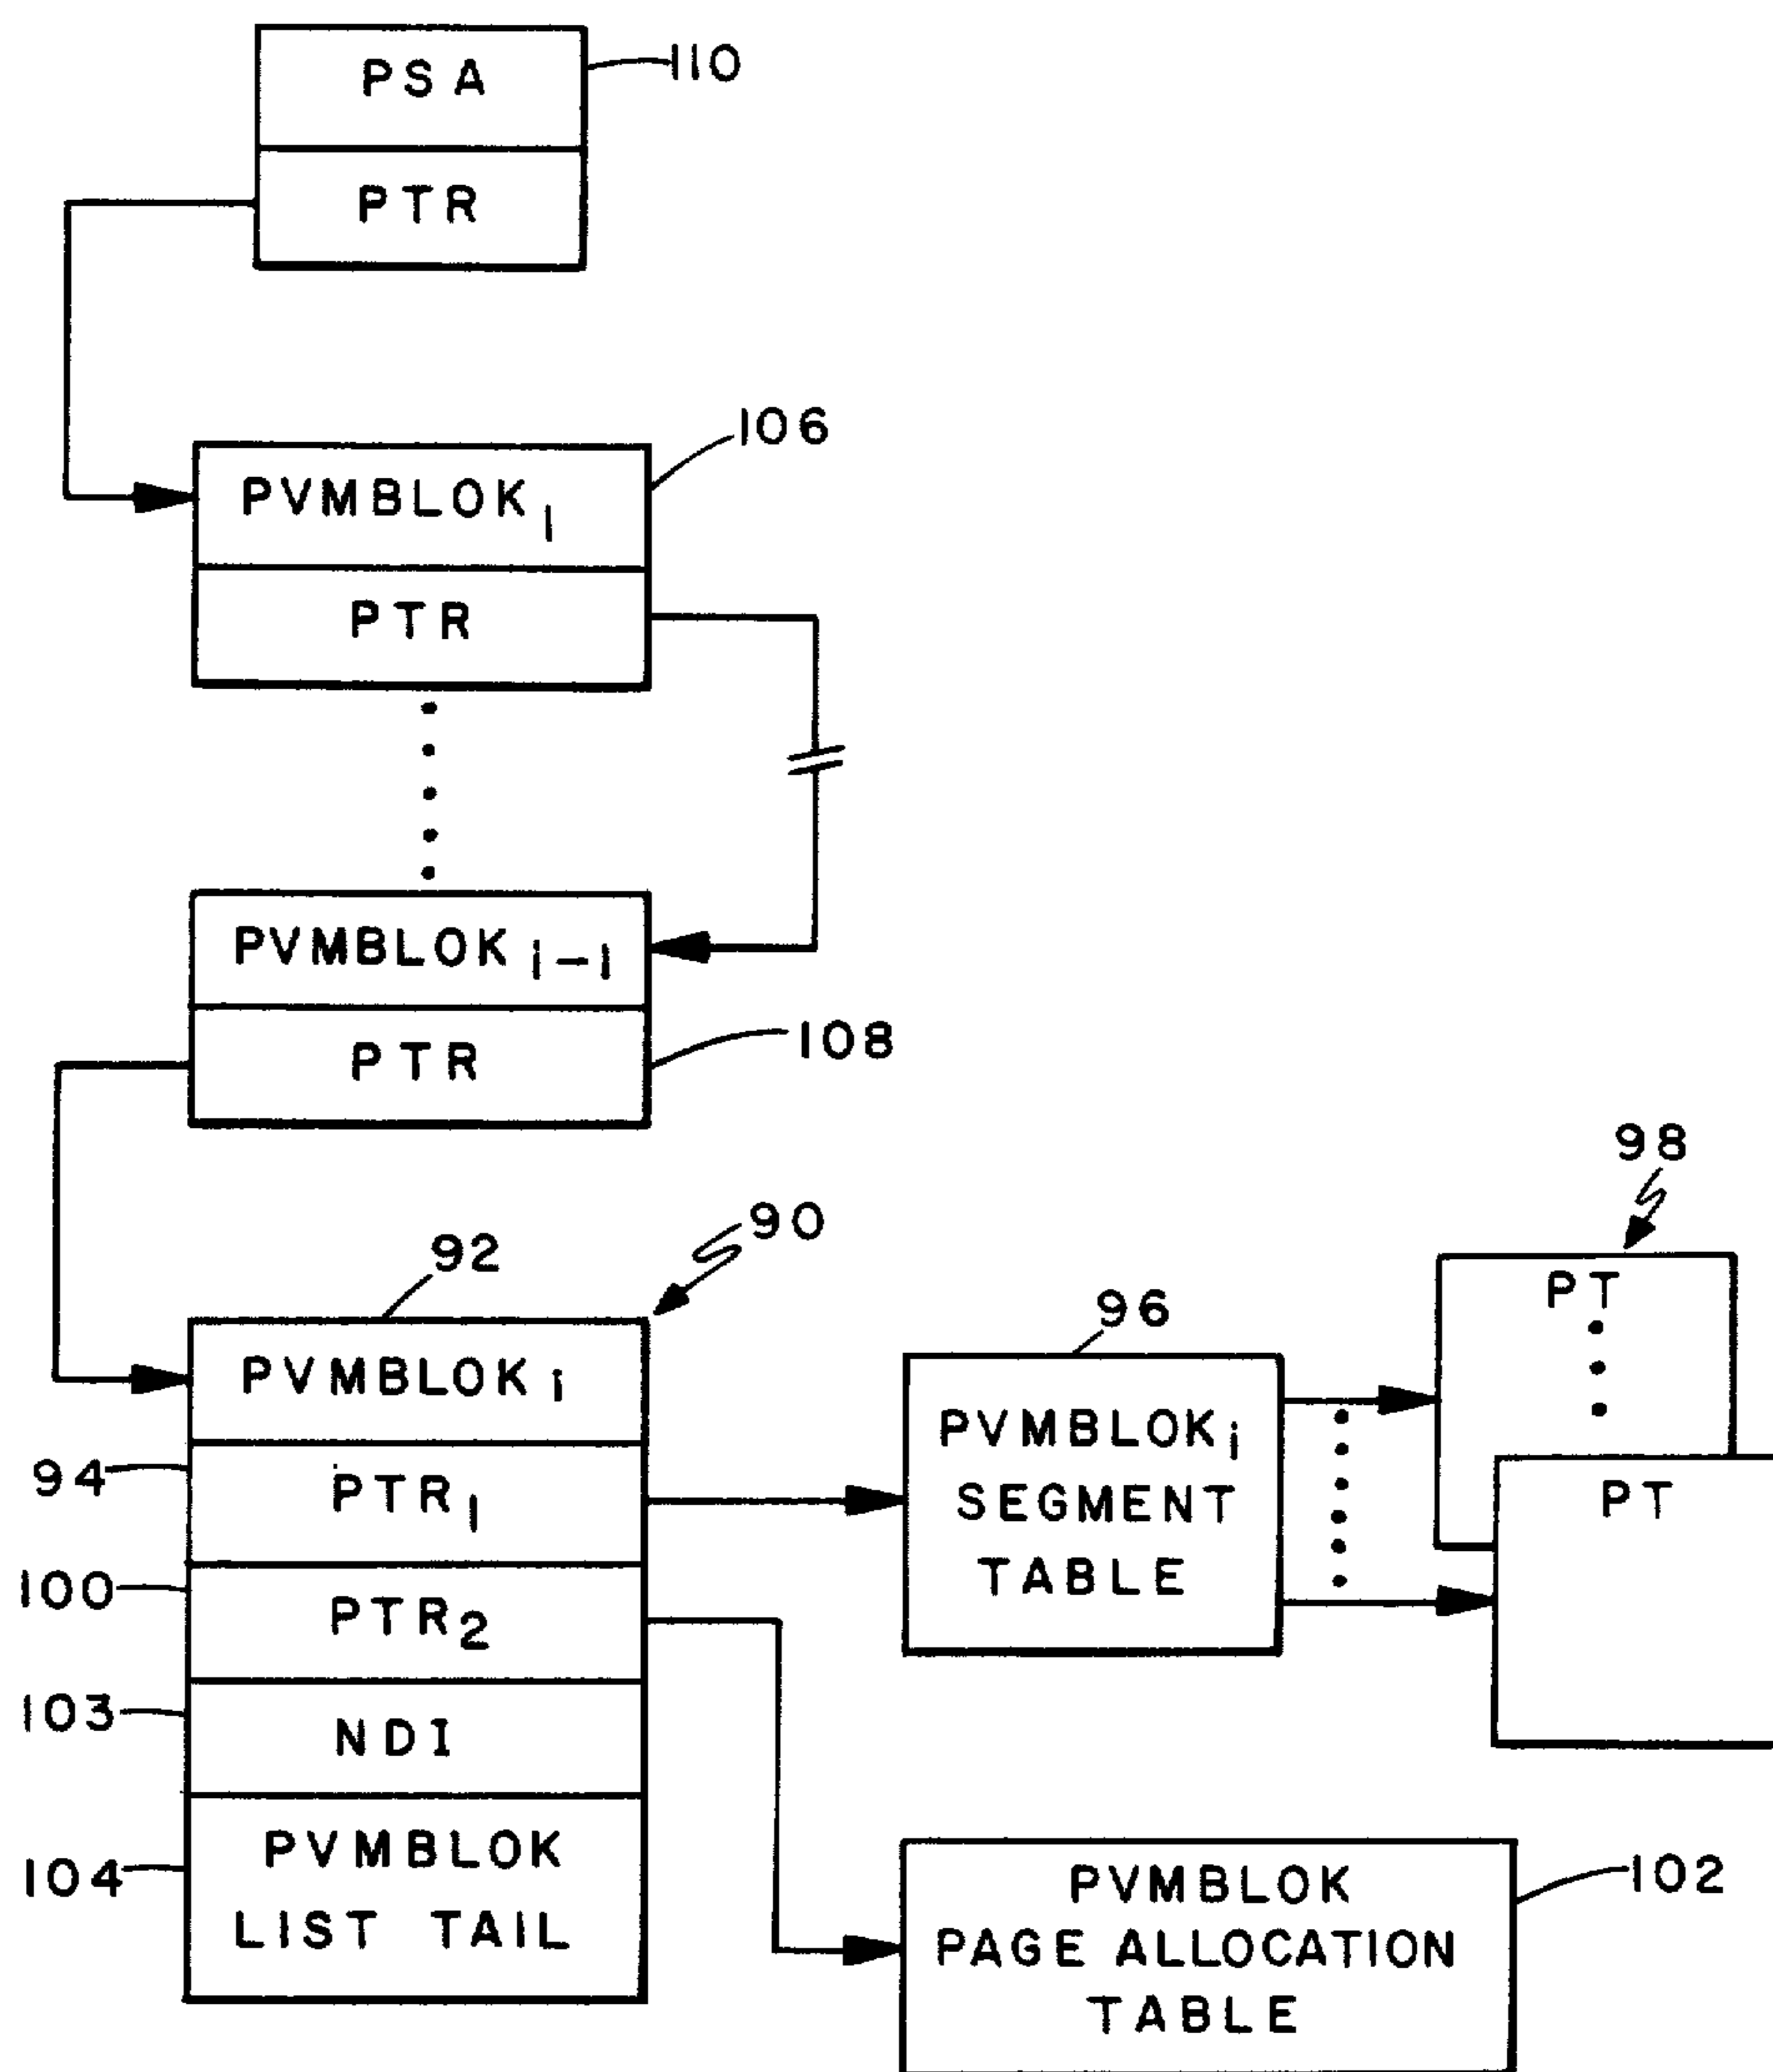 PSA
110
PTR
106
PVMBLOK1
PTR
PVMBLOKi-1
PTR
108
98
90
92
PT
96
PVMBLOKi
PVMBLOKi
SEGMENT
TABLE
94
PTR1
PT
100
PTR2
103
NDI
104
PVMBLOK
LIST TAIL
PVMBLOK
PAGE ALLOCATION
TABLE
102